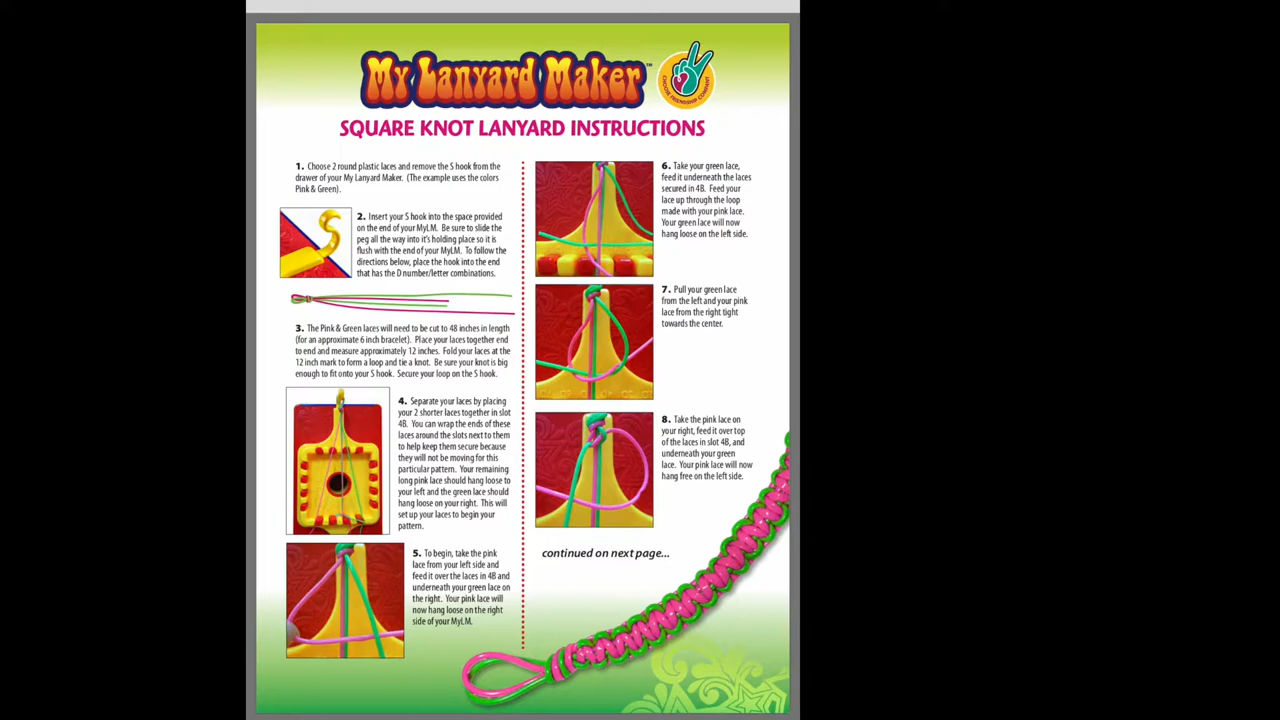 My Lanyard Maker™
CHOOSE FRIENDSHIP COMPANY
SQUARE KNOT LANYARD INSTRUCTIONS
1. Choose 2 round plastic laces and remove the S hook from the
drawer of your My Lanyard Maker. (The example uses the colors
Pink & Green).
2. Insert your S hook into the space provided
on the end of your MyLM. Be sure to slide the
peg all the way into it's holding place so it is
flush with the end of your MyLM. To follow the
directions below, place the hook into the end
that has the D number/letter combinations.
3. The Pink & Green laces will need to be cut to 48 inches in length
(for an approximate 6 inch bracelet). Place your laces together end
to end and measure approximately 12 inches. Fold your laces at the
12 inch mark to form a loop and tie a knot. Be sure your knot is big
enough to fit onto your S hook. Secure your loop on the S hook.
4. Separate your laces by placing
your 2 shorter laces together in slot
4B. You can wrap the ends of these
laces around the slots next to them
to help keep them secure because
they will not be moving for this
particular pattern. Your remaining
long pink lace should hang loose to
your left and the green lace should
hang loose on your right. This will
set up your laces to begin your
pattern.
5. To begin, take the pink
lace from your left side and
feed it over the laces in 4B and
underneath your green lace on
the right. Your pink lace will
now hang loose on the right
side of your MyLM.
6. Take your green lace,
feed it underneath the laces
secured in 4B. Feed your
lace up through the loop
made with your pink lace.
Your green lace will now
hang loose on the left side.
7. Pull your green lace
from the left and your pink
lace from the right tight
towards the center.
8. Take the pink lace on
your right, feed it over top
of the laces in slot 4B, and
underneath your green
lace. Your pink lace will now
hang free on the left side.
continued on next page...